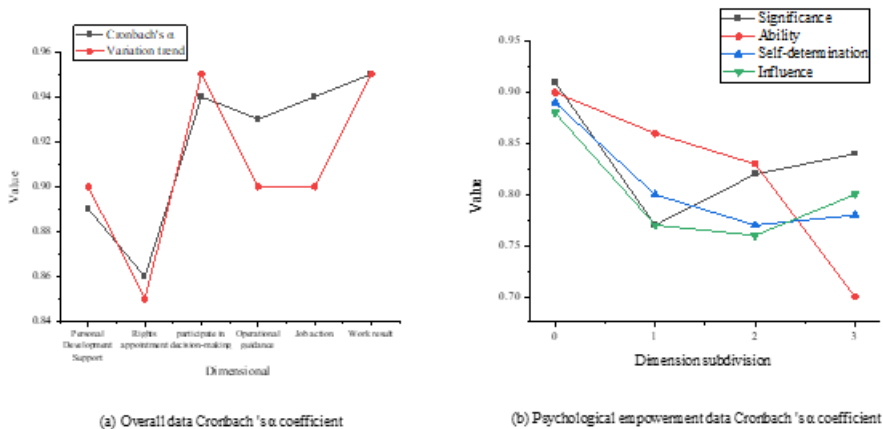 Cronbach's α
Variation trend
0.96
0.94
0.92
0.90
0.88
0.86
0.84
Value
Personal
Development
Support
Rights
appointment
participate in
decision-making
Operational
guidance
Job action
Work result
Dimensional
(a) Overall data Cronbach 's α coefficient
Significance
Ability
Self-determination
Influence
0.95
0.90
0.85
0.80
0.75
0.70
Value
0 1 2 3
Dimension subdivision
(b) Psychological empowerment data Cronbach 's α coefficient